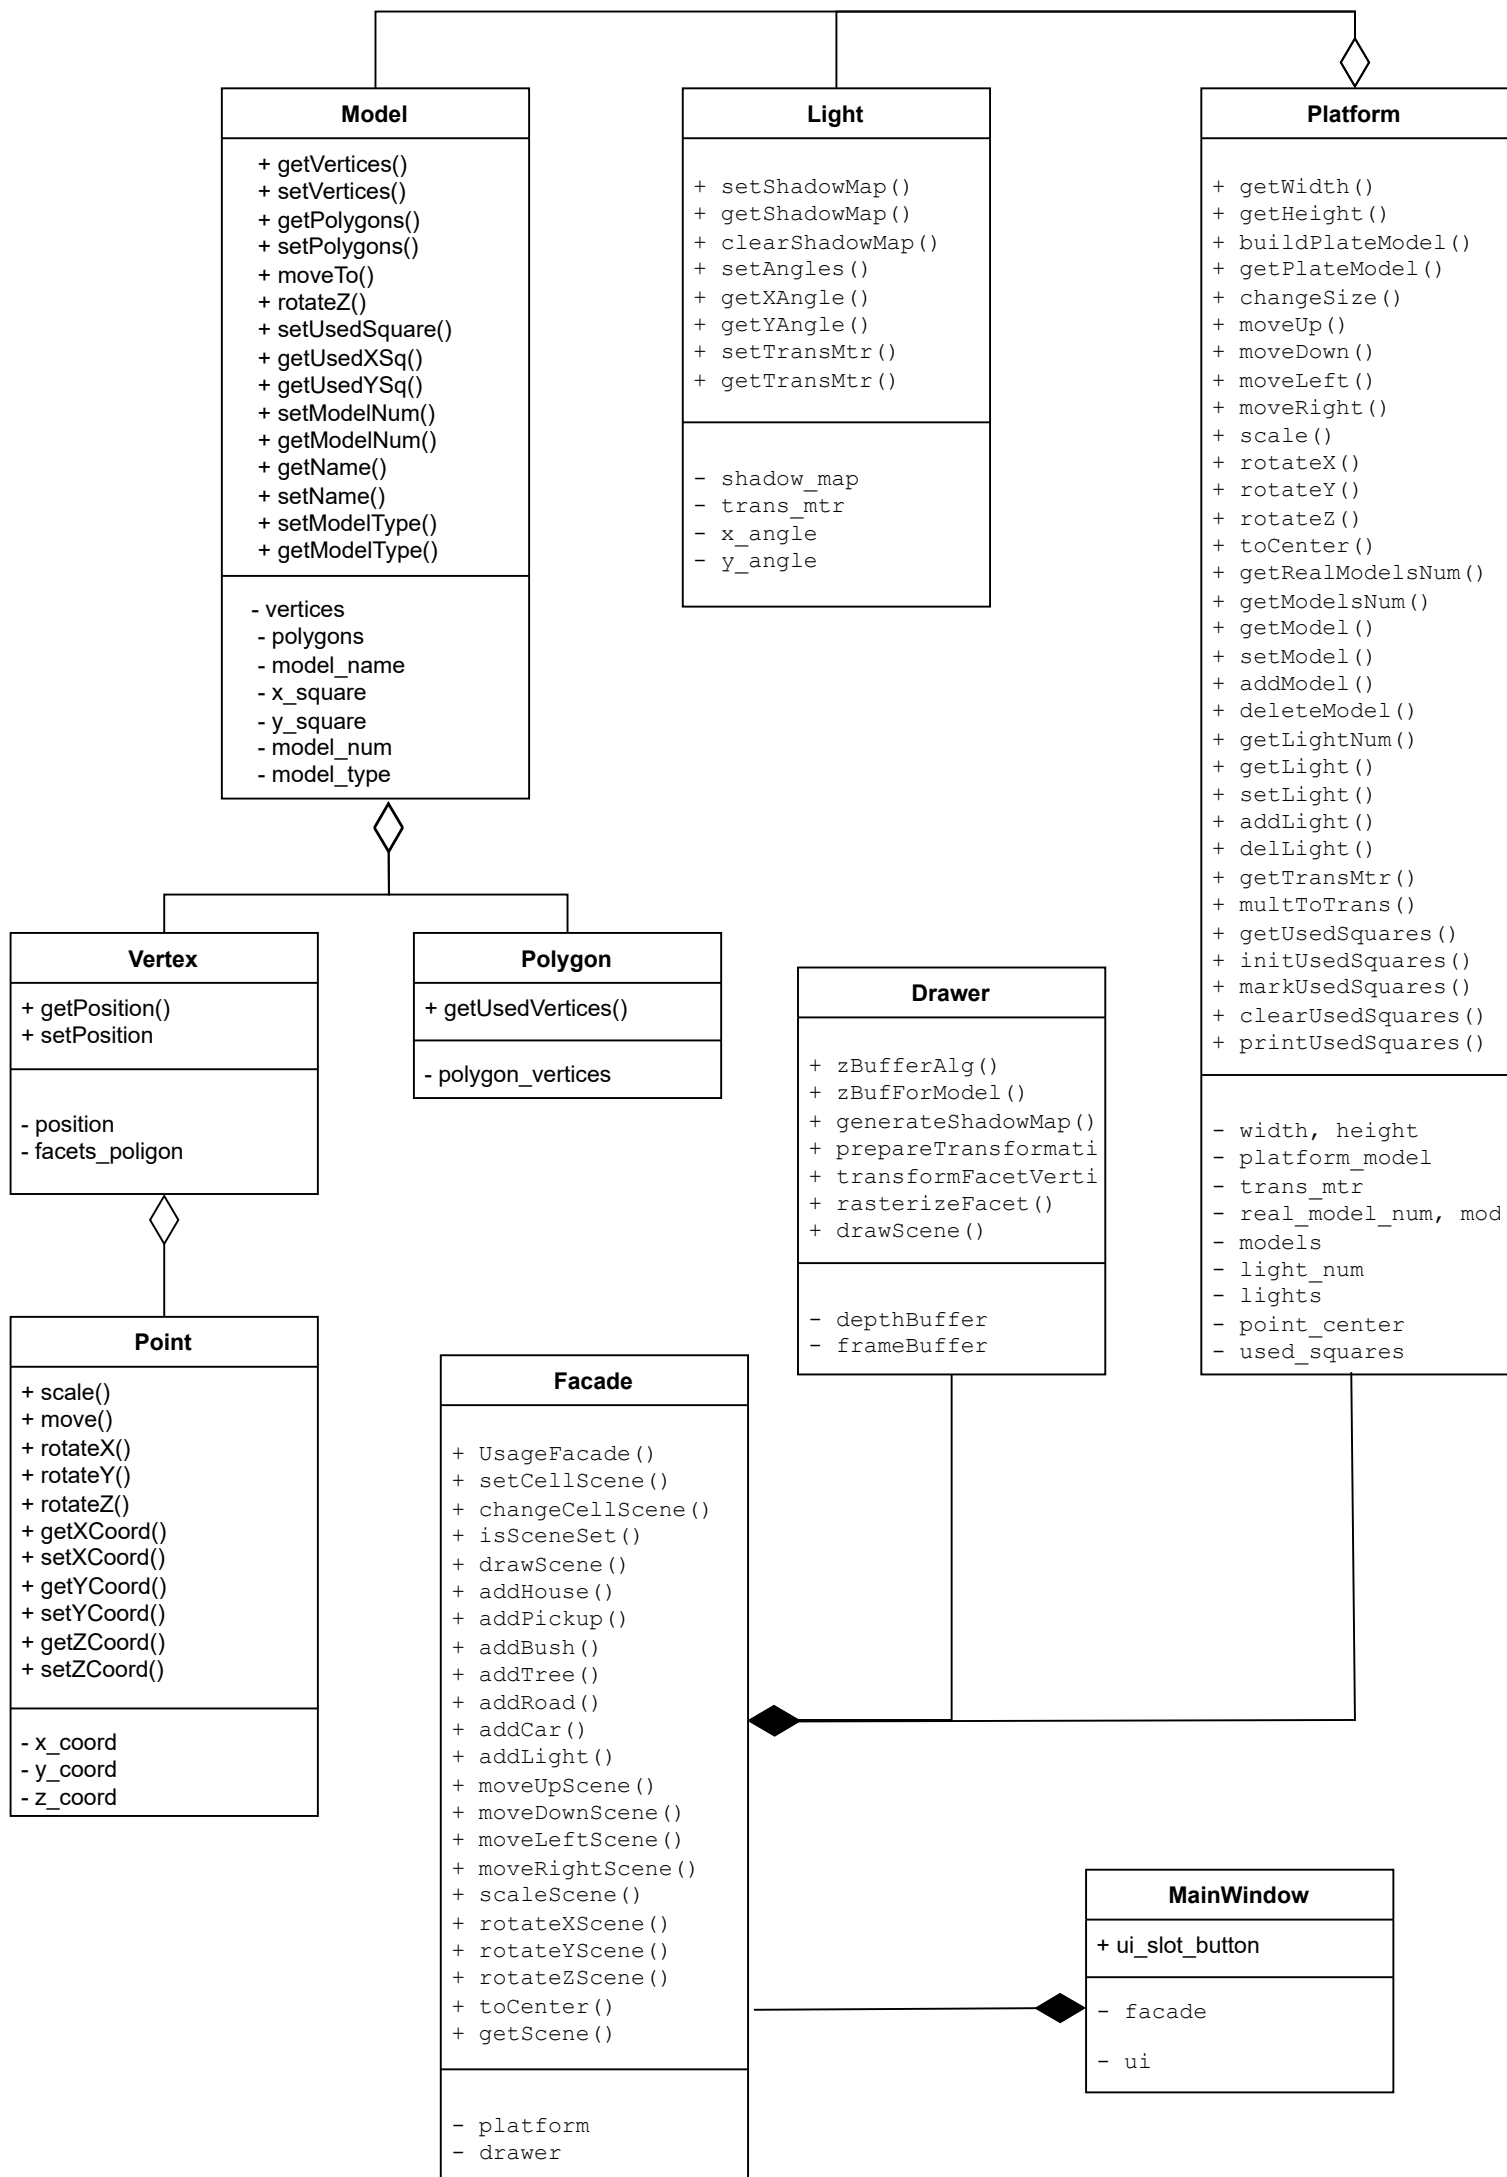 Model
+ getVertices()
+ setVertices()
+ getPolygons()
+ setPolygons()
+ moveTo()
+ rotateZ()
+ setUsedSquare()
+ getUsedXSq()
+ getUsedYSq()
+ setModelNum()
+ getModelNum()
+ getName()
+ setName()
+ setModelType()
+ getModelType()
- vertices
- polygons
- model_name
- x_square
- y_square
- model_num
- model_type
Light
+ setShadowMap()
+ getShadowMap()
+ clearShadowMap()
+ setAngles()
+ getXAngle()
+ getYAngle()
+ setTransMtr()
+ getTransMtr()
- shadow_map
- trans_mtr
- x_angle
- y_angle
Platform
+ getWidth()
+ getHeight()
+ buildPlateModel()
+ getPlateModel()
+ changeSize()
+ moveUp()
+ moveDown()
+ moveLeft()
+ moveRight()
+ scale()
+ rotateX()
+ rotateY()
+ rotateZ()
+ toCenter()
+ getRealModelsNum()
+ getModelsNum()
+ getModel()
+ setModel()
+ addModel()
+ deleteModel()
+ getLightNum()
+ getLight()
+ setLight()
+ addLight()
+ delLight()
+ getTransMtr()
+ multToTrans()
+ getUsedSquares()
+ initUsedSquares()
+ markUsedSquares()
+ clearUsedSquares()
+ printUsedSquares()
- width, height
- platform_model
- trans_mtr
- real_model_num, mod
- models
- light_num
- lights
- point_center
- used_squares
Vertex
+ getPosition()
+ setPosition
- position
- facets_poligon
Polygon
+ getUsedVertices()
- polygon_vertices
Drawer
+ zBufferAlg()
+ zBufForModel()
+ generateShadowMap()
+ prepareTransformati
+ transformFacetVerti
+ rasterizeFacet()
+ drawScene()
- depthBuffer
- frameBuffer
Point
+ scale()
+ move()
+ rotateX()
+ rotateY()
+ rotateZ()
+ getXCoord()
+ setXCoord()
+ getYCoord()
+ setYCoord()
+ getZCoord()
+ setZCoord()
- x_coord
- y_coord
- z_coord
Facade
+ UsageFacade()
+ setCellScene()
+ changeCellScene()
+ isSceneSet()
+ drawScene()
+ addHouse()
+ addPickup()
+ addBush()
+ addTree()
+ addRoad()
+ addCar()
+ addLight()
+ moveUpScene()
+ moveDownScene()
+ moveLeftScene()
+ moveRightScene()
+ scaleScene()
+ rotateXScene()
+ rotateYScene()
+ rotateZScene()
+ toCenter()
+ getScene()
- platform
- drawer
MainWindow
+ ui_slot_button
- facade
- ui